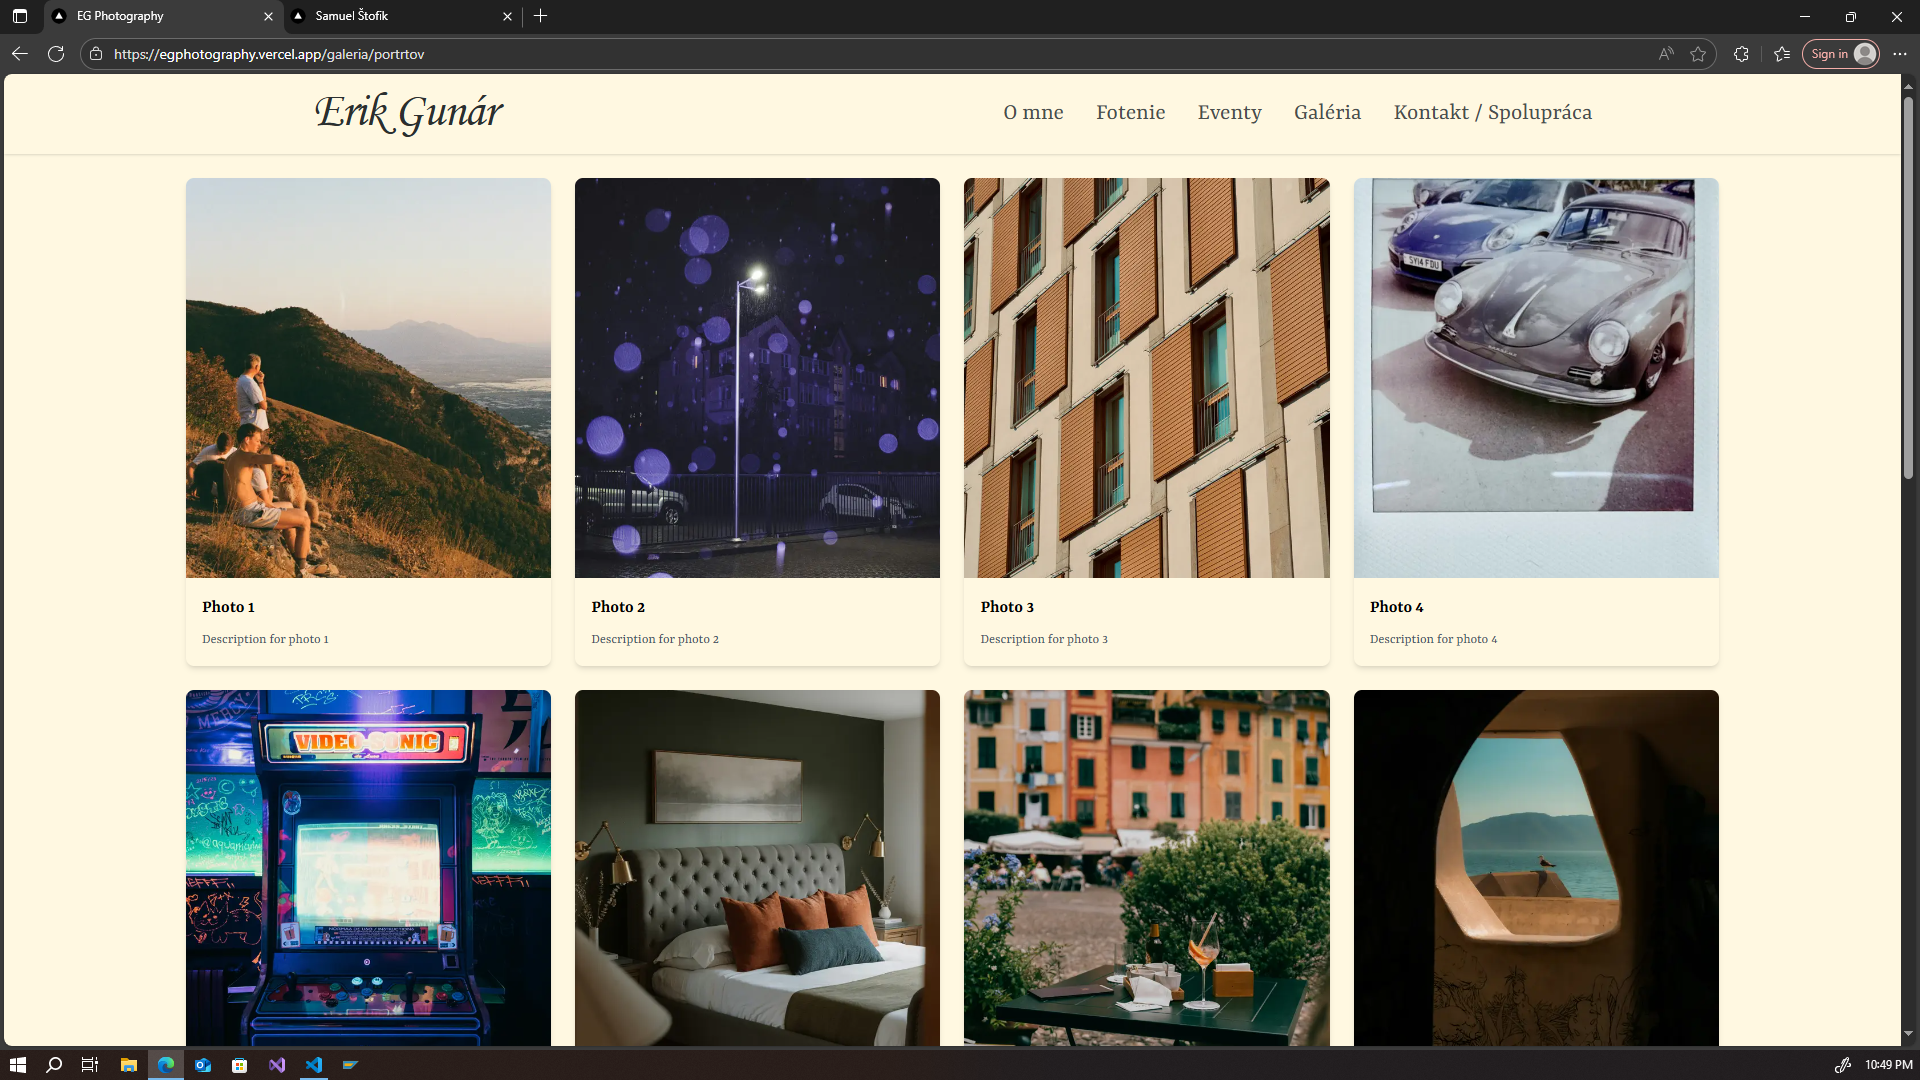 EG Photography
Samuel Štofik
https://egphotography.vercel.app/galeria/portrtov
Sign in
Erik Gunár
O mne
Fotenie
Eventy
Galéria
Kontakt / Spolupráca
SY14 FDU
Photo 1
Photo 2
Photo 3
Photo 4
Description for photo 1
Description for photo 2
Description for photo 3
Description for photo 4
MERCY
VIDEO SONIC
10:49 PM